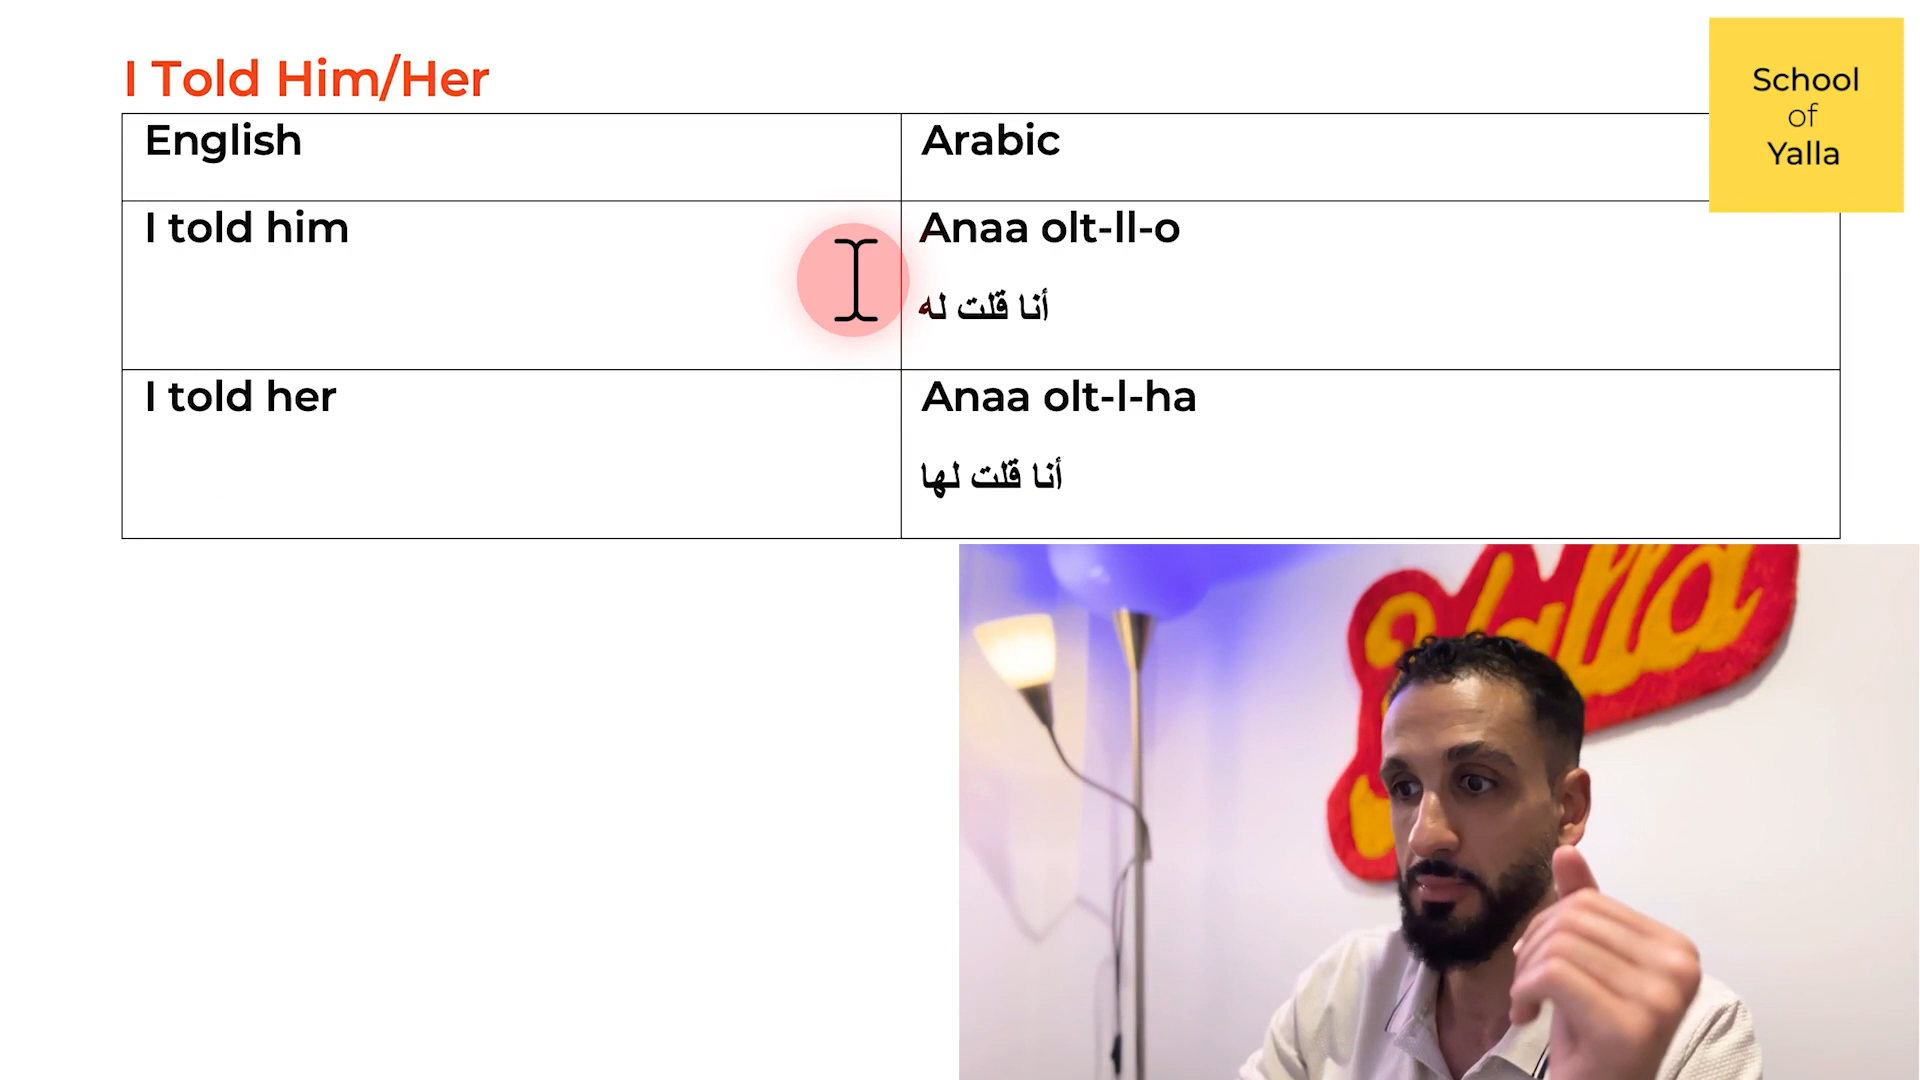 I Told Him/Her
English
Arabic
I told him
Anaa olt-ll-o
أنا قلت له
I told her
Anaa olt-l-ha
أنا قلت لها
School
of
Yalla
Yalla